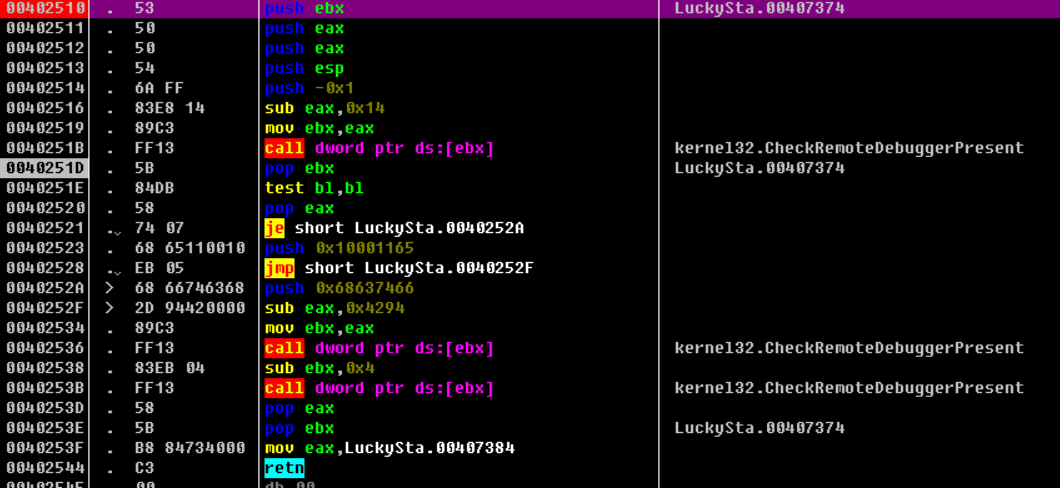 00402510 . 53 push ebx LuckySta.00407374
00402511 . 50 push eax
00402512 . 50 push eax
00402513 . 54 push esp
00402514 . 6A FF push -0x1
00402516 . 83E8 14 sub eax,0x14
00402519 . 89C3 mov ebx,eax
0040251B . FF13 call dword ptr ds:[ebx] kernel32.CheckRemoteDebuggerPresent
0040251D . 5B pop ebx LuckySta.00407374
0040251E . 84DB test bl,bl
00402520 . 58 pop eax
00402521 .⌄ 74 07 je short LuckySta.0040252A
00402523 . 68 65110010 push 0x10001165
00402528 .⌄ EB 05 jmp short LuckySta.0040252F
0040252A > 68 66746368 push 0x68637466
0040252F > 2D 94420000 sub eax,0x4294
00402534 . 89C3 mov ebx,eax
00402536 . FF13 call dword ptr ds:[ebx] kernel32.CheckRemoteDebuggerPresent
00402538 . 83EB 04 sub ebx,0x4
0040253B . FF13 call dword ptr ds:[ebx] kernel32.CheckRemoteDebuggerPresent
0040253D . 58 pop eax
0040253E . 5B pop ebx LuckySta.00407374
0040253F . B8 84734000 mov eax,LuckySta.00407384
00402544 . C3 retn